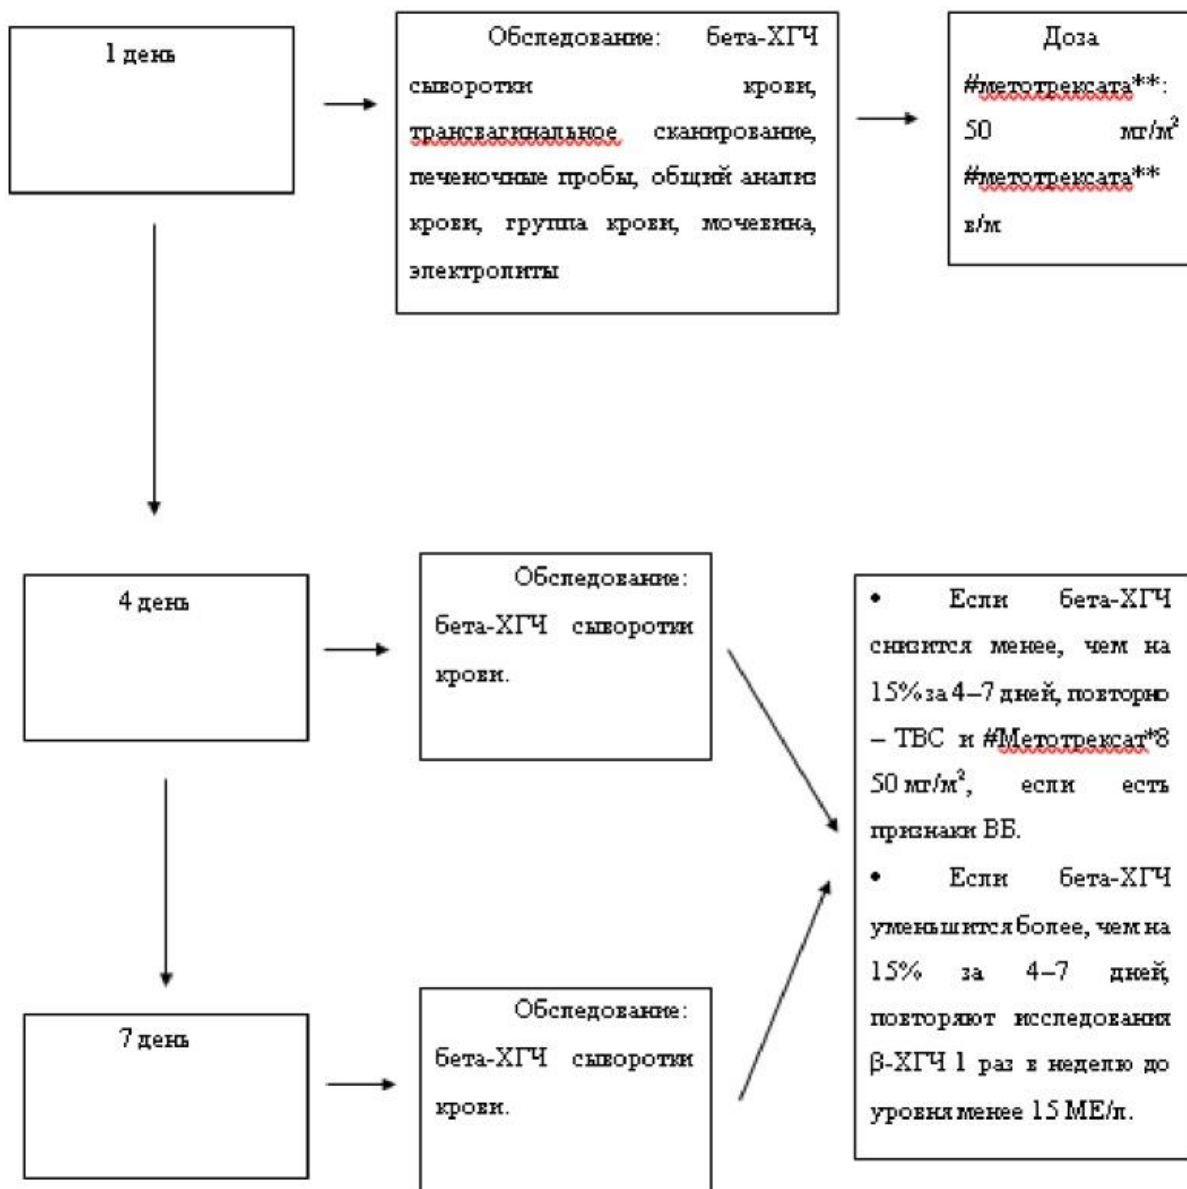 1 день
Обследование: бета-ХГЧ
сыворотки крови,
трансвагинальное сканирование,
печеночные пробы, общий анализ
крови, группа крови, мочевина,
электролиты
Доза
#метотрексата**:
50 мг/м²
#метотрексата**
в/м
4 день
Обследование:
бета-ХГЧ сыворотки
крови.
• Если бета-ХГЧ
снизится менее, чем на
15% за 4–7 дней, повторно
– ТВС и #Метотрексат*8
50 мг/м², если есть
признаки ВБ.
• Если бета-ХГЧ
уменьшится более, чем на
15% за 4–7 дней,
повторяют исследования
β-ХГЧ 1 раз в неделю до
уровня менее 15 МЕ/л.
7 день
Обследование:
бета-ХГЧ сыворотки
крови.